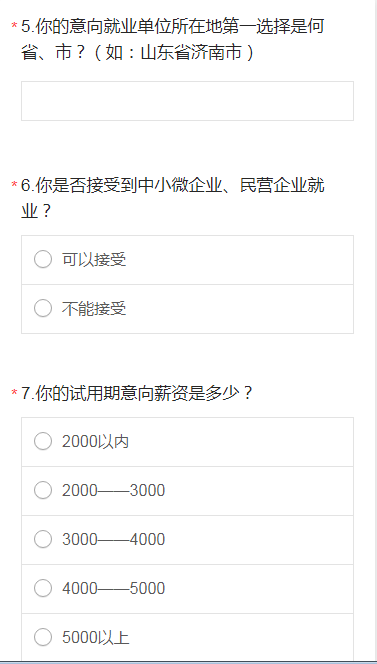 * 5.你的意向就业单位所在地第一选择是何
省、市？（如：山东省济南市）
* 6.你是否接受到中小微企业、民营企业就
业？
可以接受
不能接受
* 7.你的试用期意向薪资是多少？
2000以内
2000——3000
3000——4000
4000——5000
5000以上